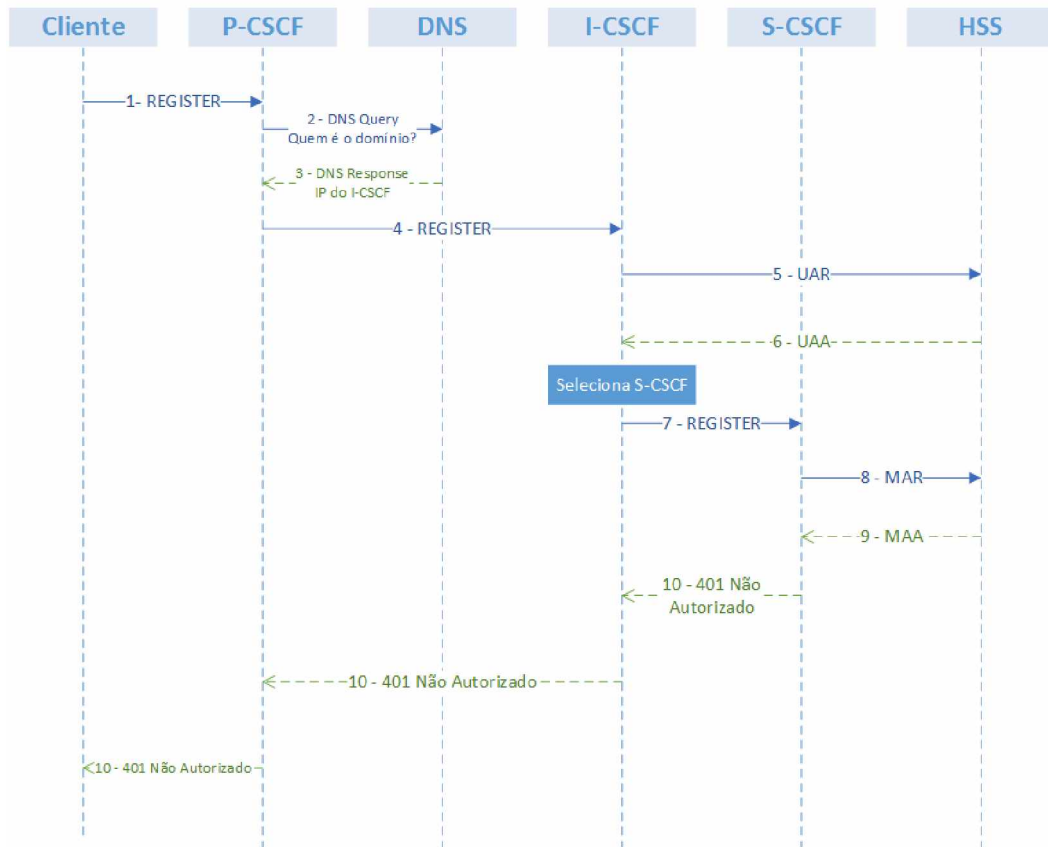 Cliente
P-CSCF
DNS
I-CSCF
S-CSCF
HSS
1- REGISTER
2 - DNS Query
Quem é o domínio?
3 - DNS Response
IP do I-CSCF
4 - REGISTER
5 - UAR
6 - UAA
Seleciona S-CSCF
7 - REGISTER
8 - MAR
9 - MAA
10 - 401 Não
Autorizado
10 - 401 Não Autorizado
10 - 401 Não Autorizado